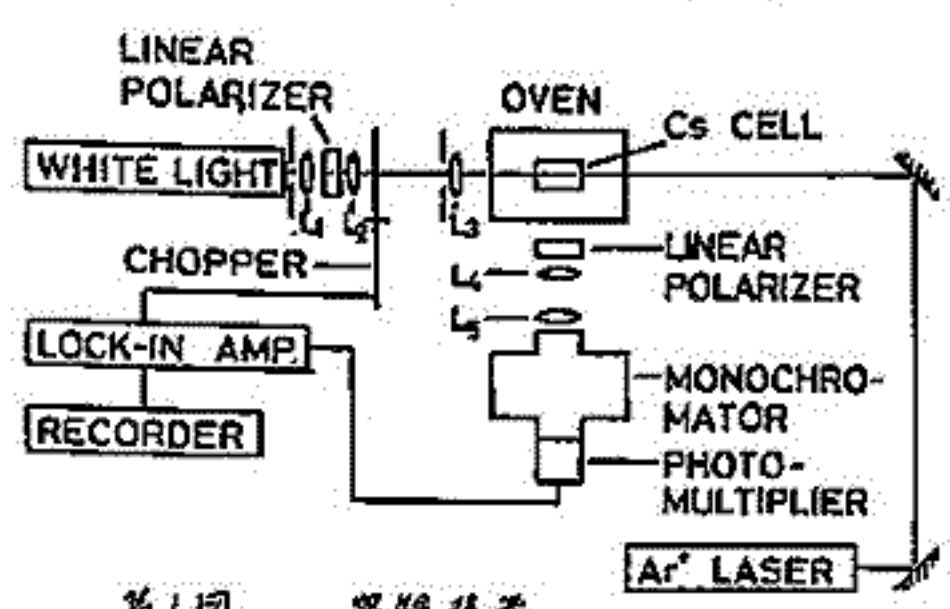 LINEAR
POLARIZER
OVEN
Cs CELL
WHITE LIGHT
L1
L2
L3
CHOPPER
LINEAR
POLARIZER
L4
L5
LOCK-IN AMP.
MONOCHRO-
MATOR
RECORDER
PHOTO-
MULTIPLIER
Ar+ LASER